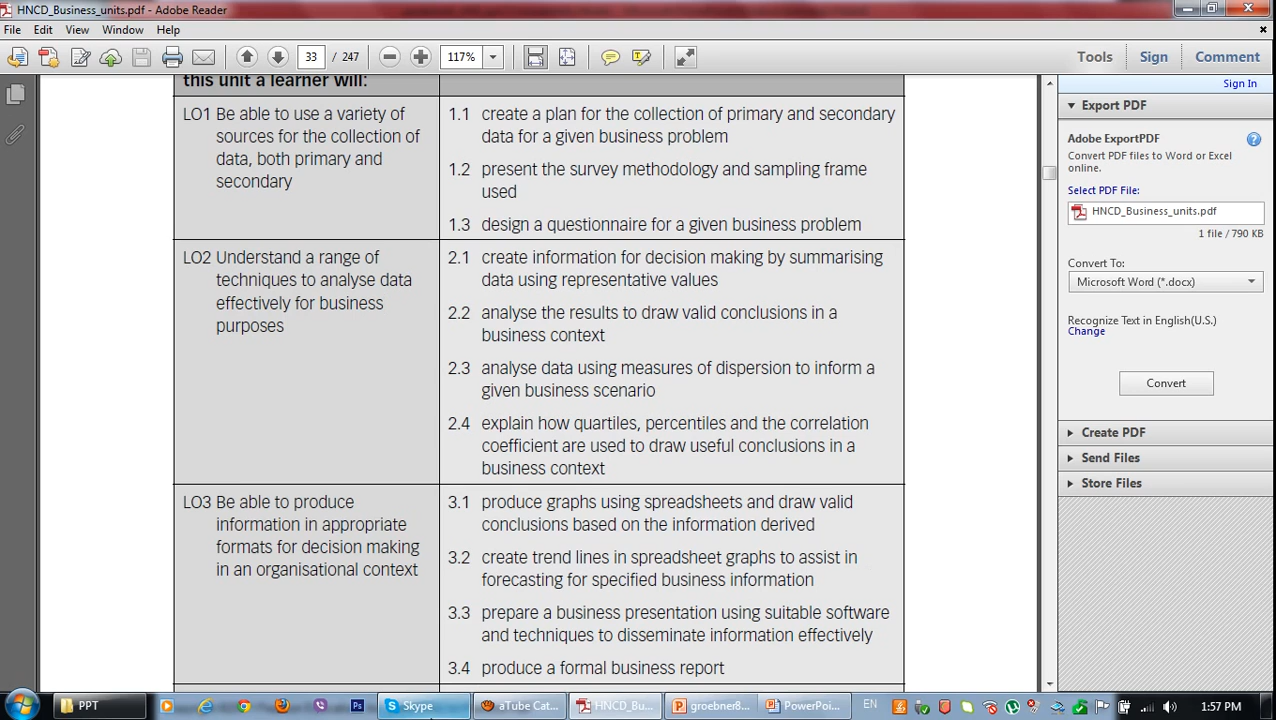 HNCD_Business_units.pdf - Adobe Reader
File Edit View Window Help
33 / 247 117% Tools Sign Comment
this unit a learner will:
LO1 Be able to use a variety of
sources for the collection of
data, both primary and
secondary
1.1 create a plan for the collection of primary and secondary
data for a given business problem
1.2 present the survey methodology and sampling frame
used
1.3 design a questionnaire for a given business problem
LO2 Understand a range of
techniques to analyse data
effectively for business
purposes
2.1 create information for decision making by summarising
data using representative values
2.2 analyse the results to draw valid conclusions in a
business context
2.3 analyse data using measures of dispersion to inform a
given business scenario
2.4 explain how quartiles, percentiles and the correlation
coefficient are used to draw useful conclusions in a
business context
LO3 Be able to produce
information in appropriate
formats for decision making
in an organisational context
3.1 produce graphs using spreadsheets and draw valid
conclusions based on the information derived
3.2 create trend lines in spreadsheet graphs to assist in
forecasting for specified business information
3.3 prepare a business presentation using suitable software
and techniques to disseminate information effectively
3.4 produce a formal business report
Sign In
Export PDF
Adobe ExportPDF
Convert PDF files to Word or Excel
online.
Select PDF File:
HNCD_Business_units.pdf
1 file / 790 KB
Convert To:
Microsoft Word (*.docx)
Recognize Text in English(U.S.)
Change
Convert
Create PDF
Send Files
Store Files
PPT Skype aTube Cat... HNCD_Bu... groebner8... PowerPoi... EN 1:57 PM